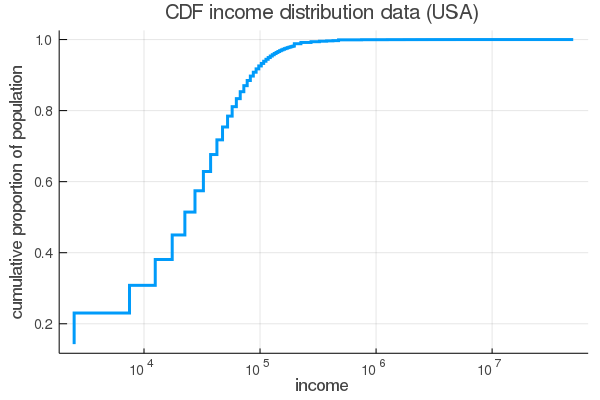 CDF income distribution data (USA)
cumulative proportion of population
1.0
0.8
0.6
0.4
0.2
10^4 10^5 10^6 10^7
income